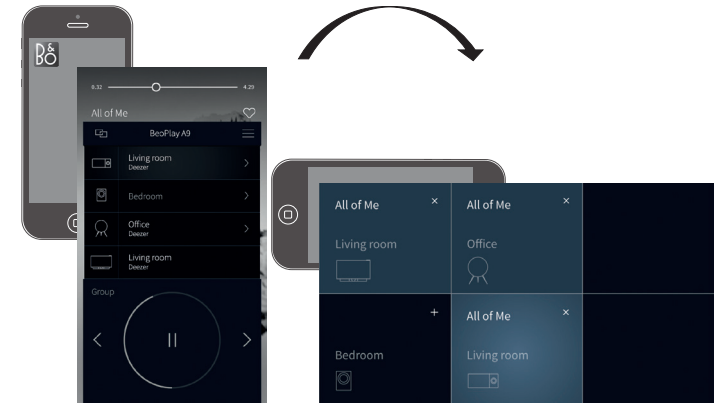 B&O
0.32 4.20
All of Me
BeoPlay A9
Living room
Deezer
Bedroom
Office
Deezer
Living room
Deezer
Group
All of Me ×
Living room
All of Me ×
Office
+
Bedroom
All of Me ×
Living room